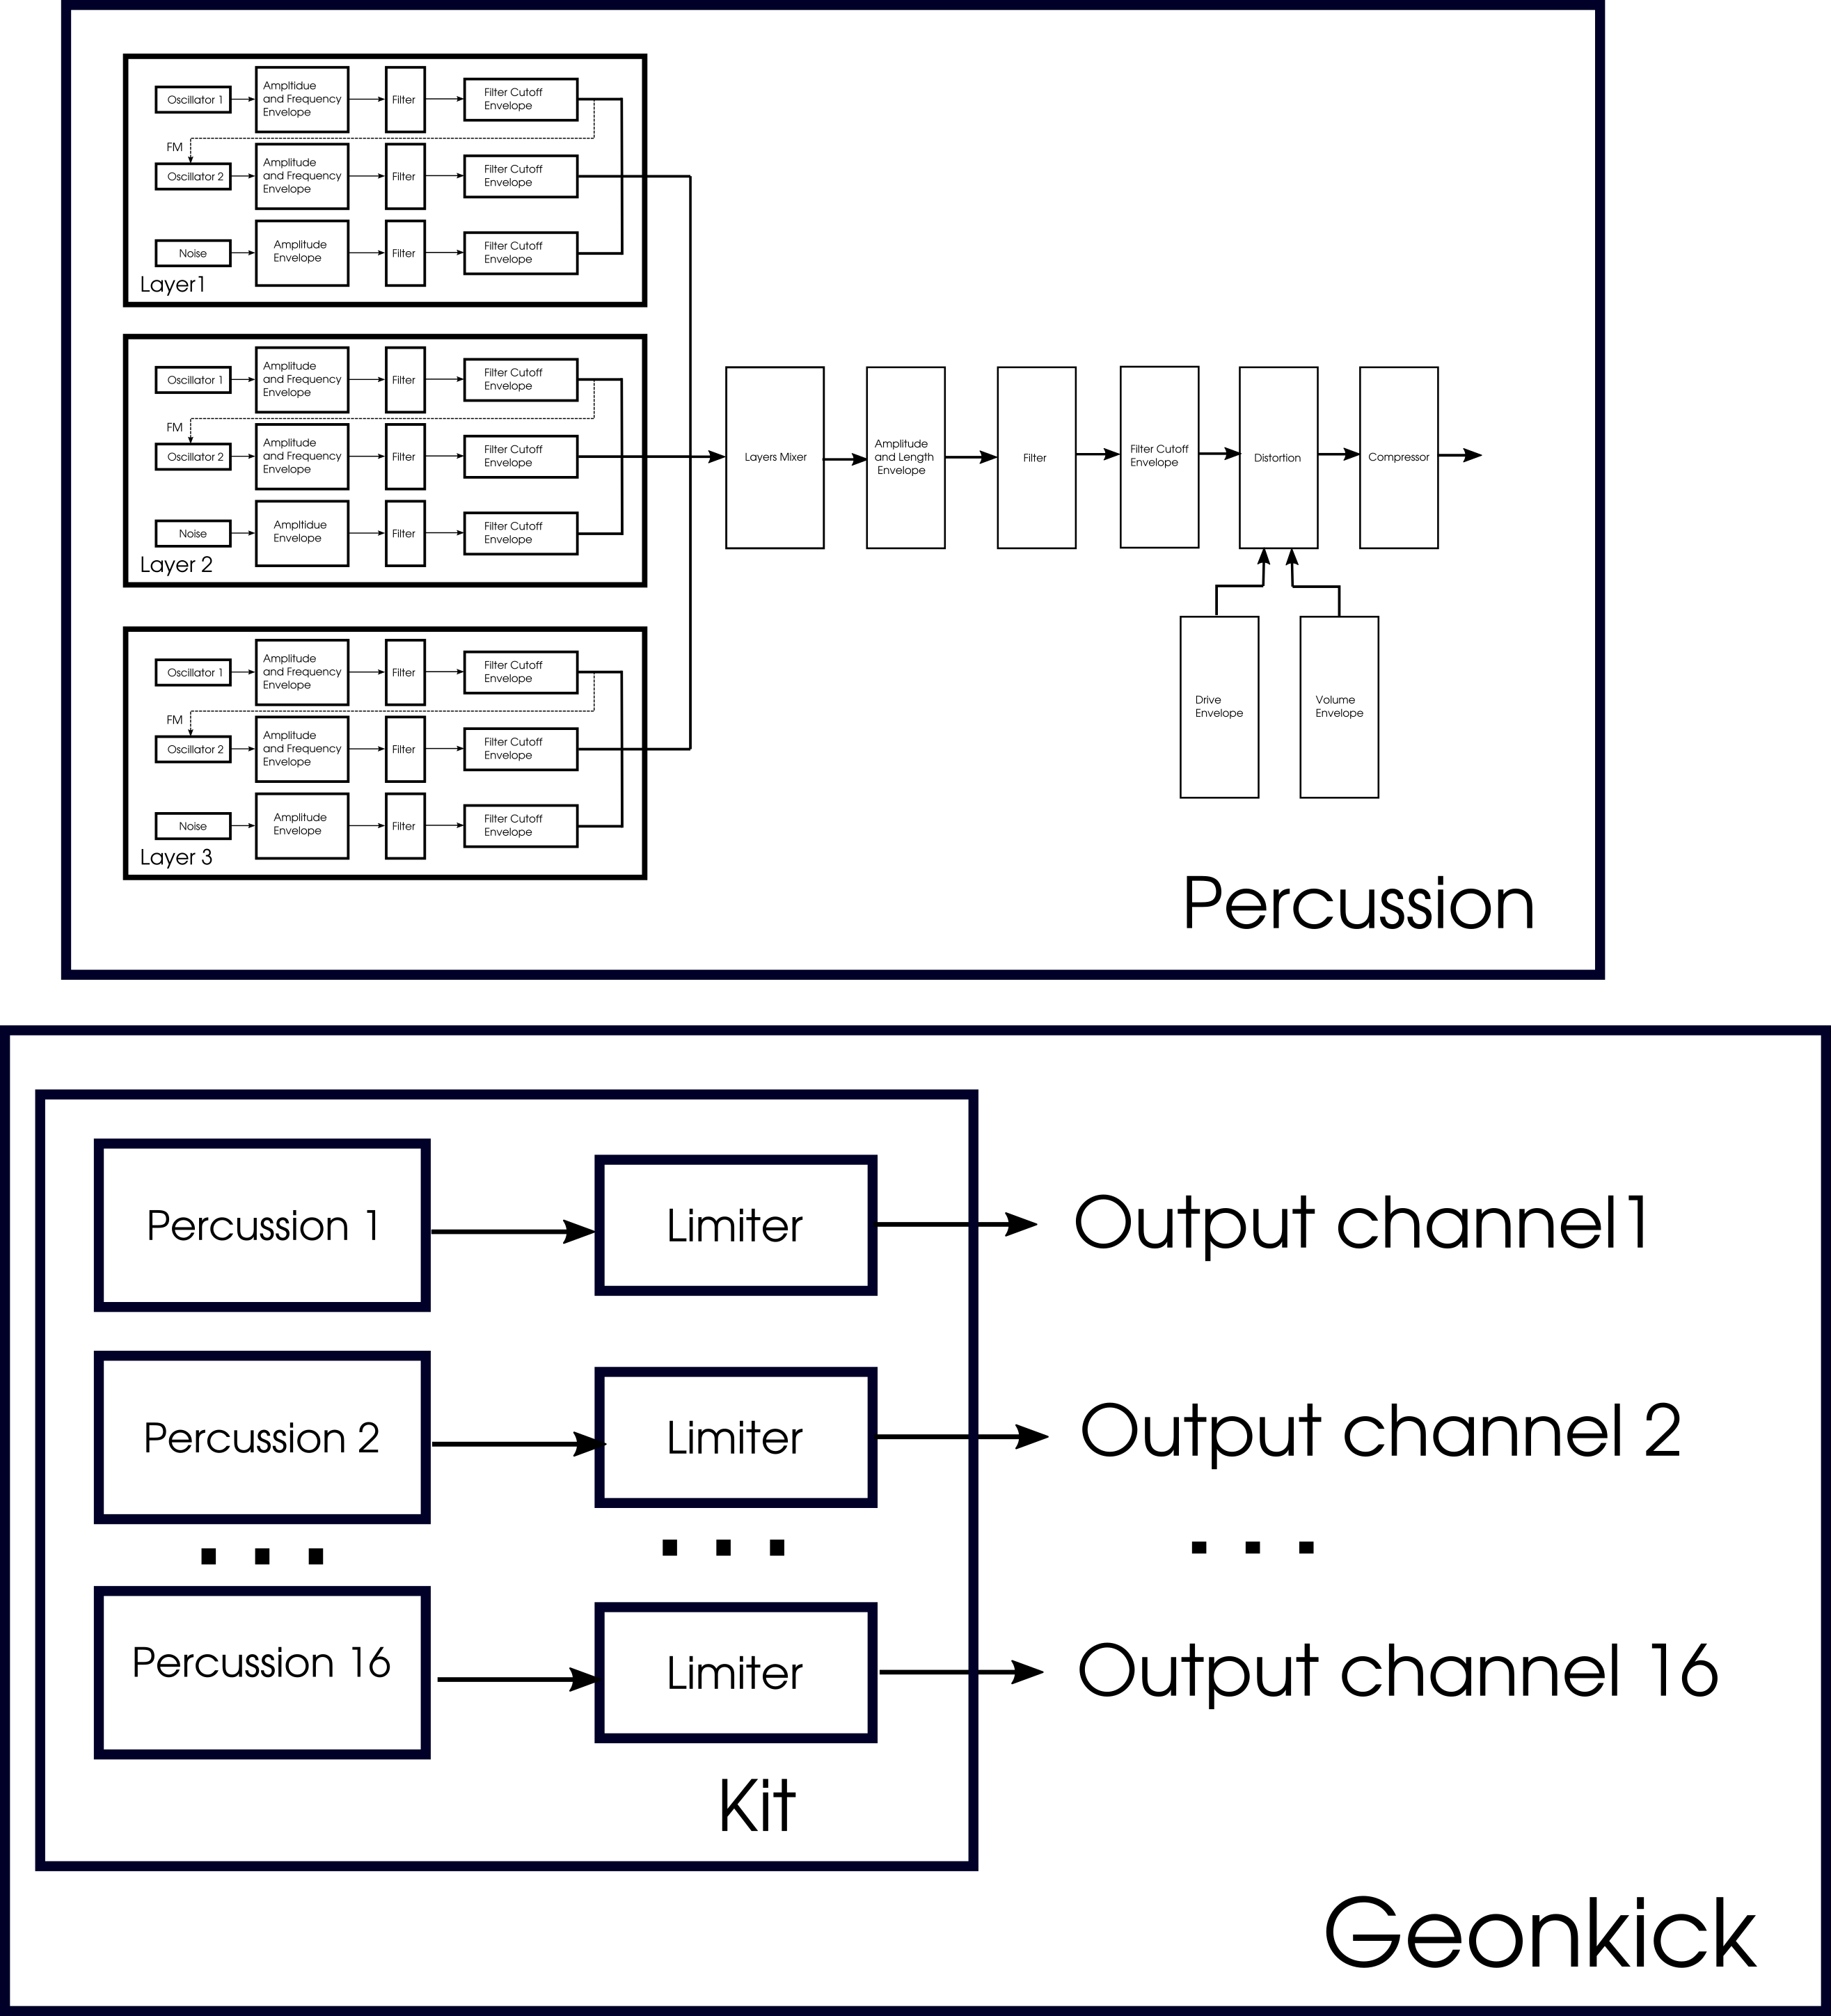 Oscillator 1
Ampltidue
and Frequency
Envelope
Filter
Filter Cutoff
Envelope
FM
Oscillator 2
Amplitude
and Frequency
Envelope
Filter
Filter Cutoff
Envelope
Noise
Amplitude
Envelope
Filter
Filter Cutoff
Envelope
Layer1
Oscillator 1
Amplitude
and Frequency
Envelope
Filter
Filter Cutoff
Envelope
FM
Oscillator 2
Amplitude
and Frequency
Envelope
Filter
Filter Cutoff
Envelope
Noise
Ampltidue
Envelope
Filter
Filter Cutoff
Envelope
Layer 2
Oscillator 1
Amplitude
and Frequency
Envelope
Filter
Filter Cutoff
Envelope
FM
Oscillator 2
Amplitude
and Frequency
Envelope
Filter
Filter Cutoff
Envelope
Noise
Amplitude
Envelope
Filter
Filter Cutoff
Envelope
Layer 3
Layers Mixer
Amplitude
and Length
Envelope
Filter
Filter Cutoff
Envelope
Distortion
Compressor
Drive
Envelope
Volume
Envelope
Percussion
Percussion 1
Limiter
Output channel1
Percussion 2
Limiter
Output channel 2
. . .
. . .
. . .
Percussion 16
Limiter
Output channel 16
Kit
Geonkick